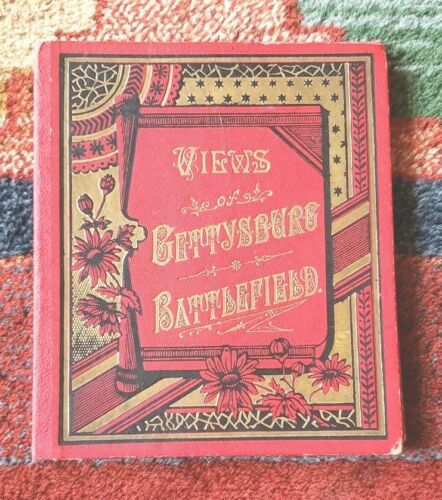 VIEWS
OF
GETTYSBURG
BATTLEFIELD.